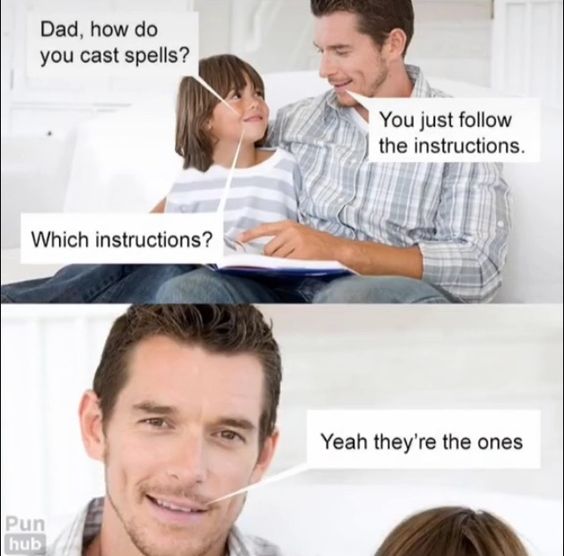 Dad, how do
you cast spells?
You just follow
the instructions.
Which instructions?
Yeah they're the ones
Pun
hub